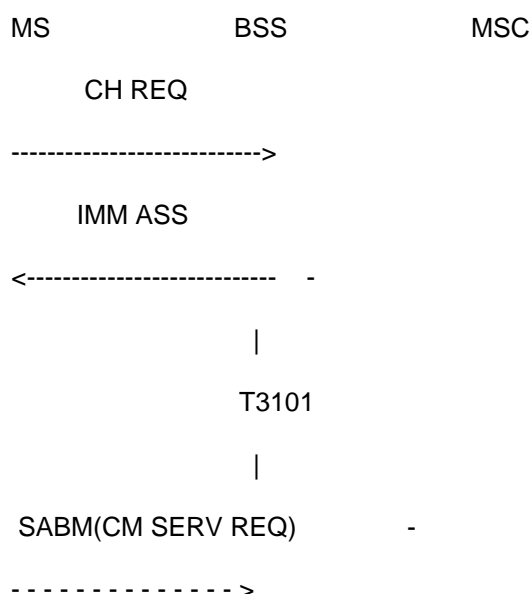 MS BSS MSC
CH REQ
--------------------------->
IMM ASS
<--------------------------- -
|
T3101
|
SABM(CM SERV REQ) -
- - - - - - - - - - - - - - >